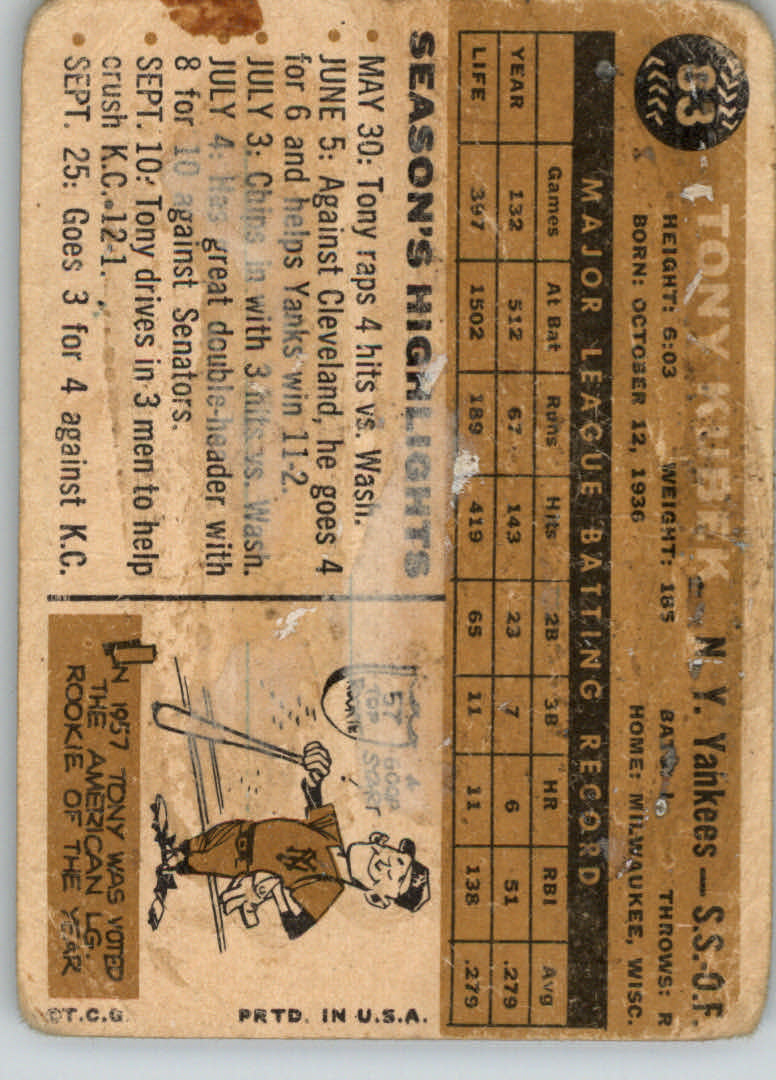 83
TONY KUBEK N. Y. Yankees — S.S.-O.F.
HEIGHT: 6:03 WEIGHT: 185 THROWS: R
BORN: OCTOBER 12, 1936 HOME: MILWAUKEE, WISC.
MAJOR LEAGUE BATTING RECORD
Games At Bat Runs Hits 2B 3B HR RBI Avg
YEAR 132 512 67 143 23 7 6 51 .279
LIFE 397 1502 189 419 65 11 11 138 .279
SEASON'S HIGHLIGHTS
• MAY 30: Tony raps 4 hits vs. Wash.
• JUNE 5: Against Cleveland, he goes 4
for 6 and helps Yanks win 11-2.
• JULY 3: Chips in with 3 hits vs. Wash.
• JULY 4: Has great double-header with
8 for 10 against Senators.
• SEPT. 10: Tony drives in 3 men to help
crush K.C. 12-1.
• SEPT. 25: Goes 3 for 4 against K.C.
NY
IN 1957 TONY WAS VOTED
THE AMERICAN LG.
ROOKIE OF THE YEAR
©T.C.G. PRTD. IN U.S.A.